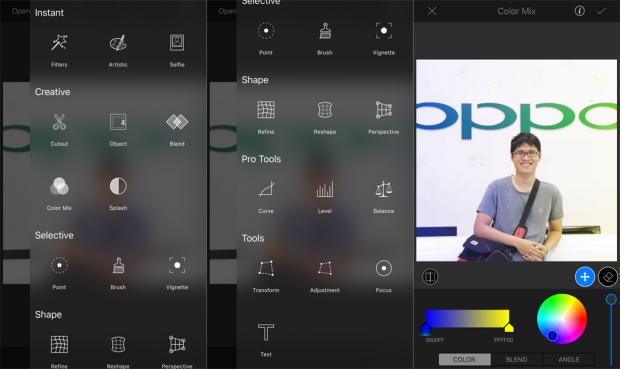 Open
Instant
Filters
Artistic
Selfie
Creative
Cutout
Object
Blend
Color Mix
Splash
Selective
Point
Brush
Vignette
Shape
Refine
Reshape
Perspective
Open
Selective
Point
Brush
Vignette
Shape
Refine
Reshape
Perspective
Pro Tools
Curve
Level
Balance
Tools
Transform
Adjustment
Focus
Text
Color Mix
oppo
0000FF
FFFF00
COLOR
BLEND
ANGLE